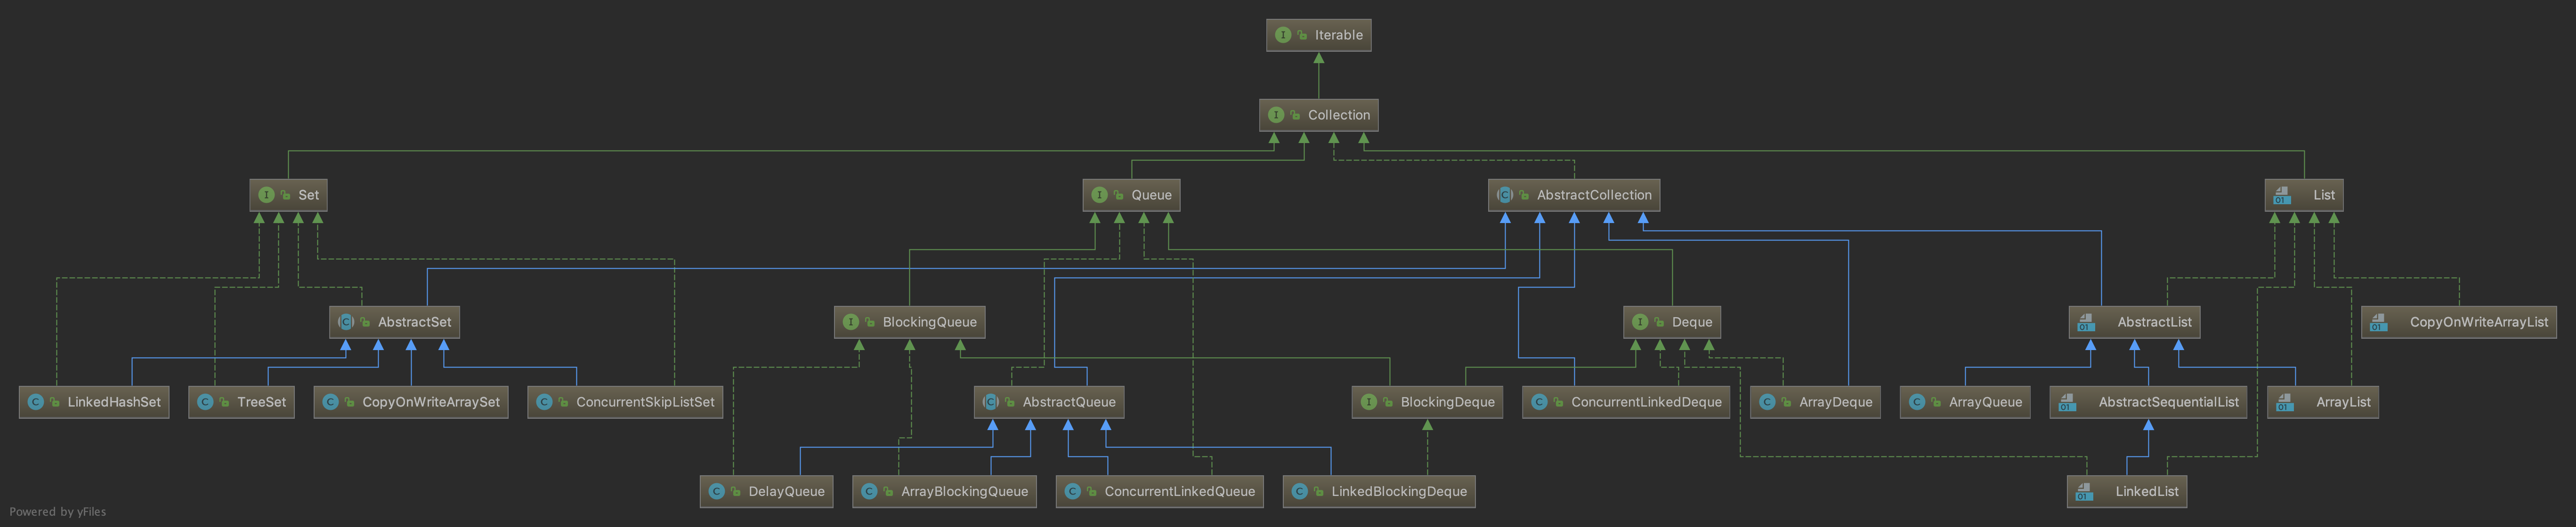 Iterable
Collection
Set
Queue
AbstractCollection
List
AbstractSet
BlockingQueue
Deque
AbstractList
CopyOnWriteArrayList
LinkedHashSet
TreeSet
CopyOnWriteArraySet
ConcurrentSkipListSet
AbstractQueue
BlockingDeque
ConcurrentLinkedDeque
ArrayDeque
ArrayQueue
AbstractSequentialList
ArrayList
DelayQueue
ArrayBlockingQueue
ConcurrentLinkedQueue
LinkedBlockingDeque
LinkedList
Powered by yFiles